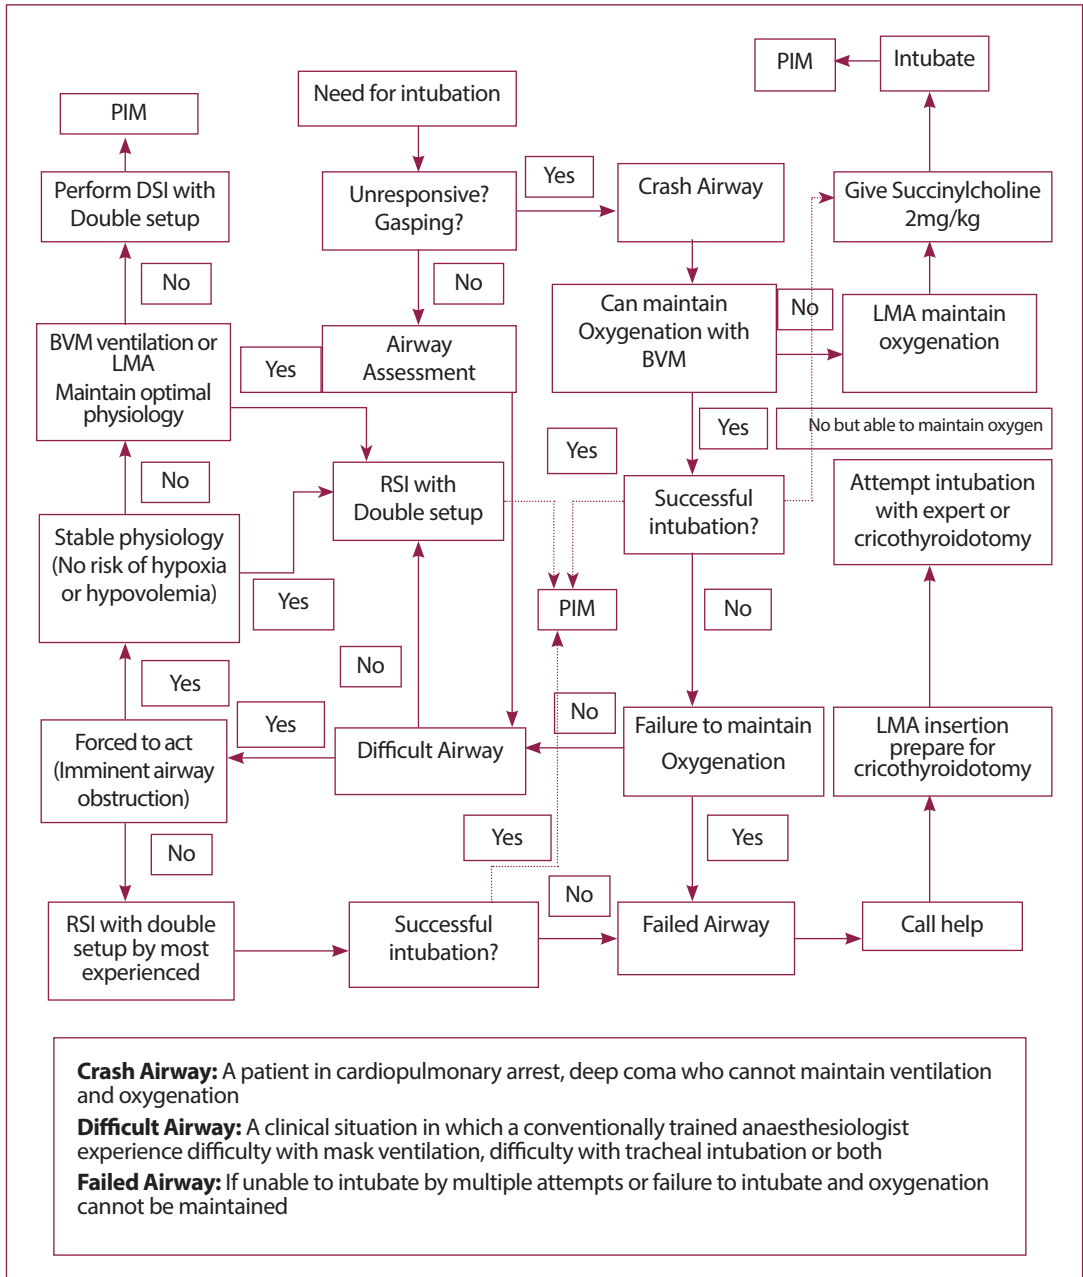 PIM
Intubate
Need for intubation
PIM
Yes
Crash Airway
Perform DSI with
Double setup
Unresponsive?
Gasping?
Give Succinylcholine
2mg/kg
No
No
Can maintain
Oxygenation with
BVM
No
LMA maintain
oxygenation
BVM ventilation or
LMA
Maintain optimal
physiology
Yes
Airway
Assessment
Yes
No but able to maintain oxygen
Yes
No
RSI with
Double setup
Successful
intubation?
Attempt intubation
with expert or
cricothyroidotomy
Stable physiology
(No risk of hypoxia
or hypovolemia)
Yes
PIM
No
No
Yes
Yes
No
Forced to act
(Imminent airway
obstruction)
Difficult Airway
Failure to maintain
Oxygenation
LMA insertion
prepare for
cricothyroidotomy
No
Yes
Yes
No
RSI with double
setup by most
experienced
Successful
intubation?
Failed Airway
Call help
Crash Airway: A patient in cardiopulmonary arrest, deep coma who cannot maintain ventilation
and oxygenation
Difficult Airway: A clinical situation in which a conventionally trained anaesthesiologist
experience difficulty with mask ventilation, difficulty with tracheal intubation or both
Failed Airway: If unable to intubate by multiple attempts or failure to intubate and oxygenation
cannot be maintained